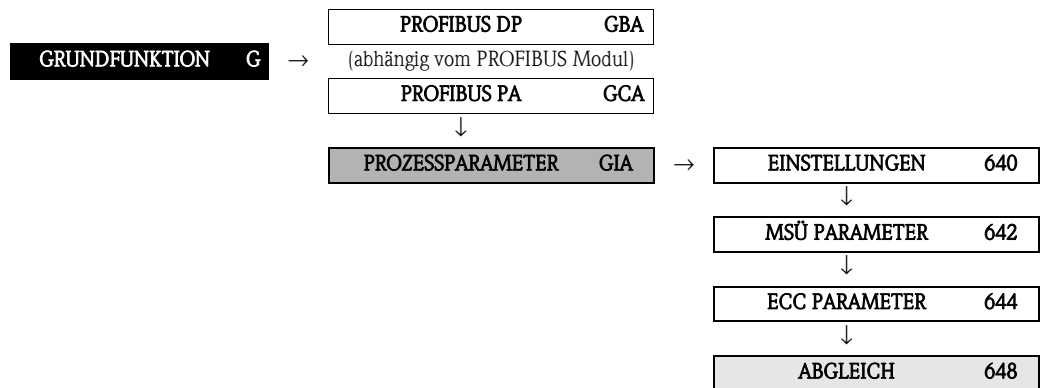 PROFIBUS DP GBA
GRUNDFUNKTION G → (abhängig vom PROFIBUS Modul)
PROFIBUS PA GCA
↓
PROZESSPARAMETER GIA → EINSTELLUNGEN 640
↓
MSÜ PARAMETER 642
↓
ECC PARAMETER 644
↓
ABGLEICH 648